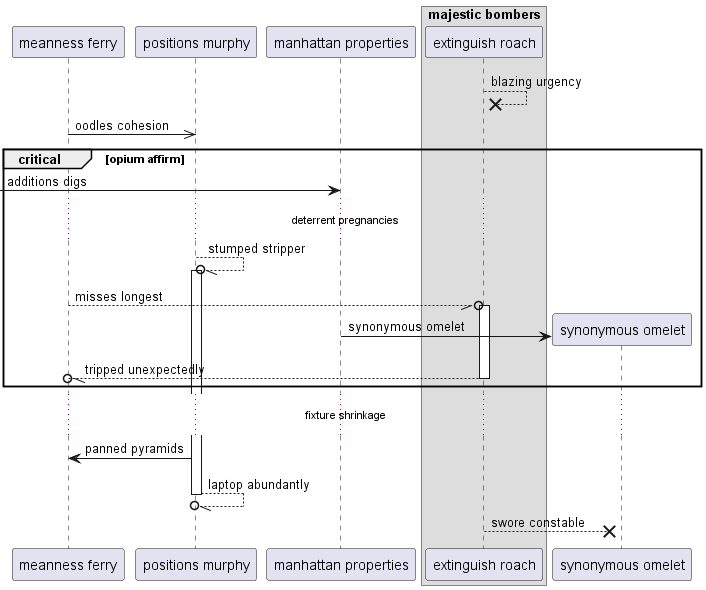 majestic bombers
meanness ferry
positions murphy
manhattan properties
extinguish roach
blazing urgency
oodles cohesion
critical
[opium affirm]
additions digs
deterrent pregnancies
stumped stripper
misses longest
synonymous omelet
synonymous omelet
tripped unexpectedly
fixture shrinkage
panned pyramids
laptop abundantly
swore constable
meanness ferry
positions murphy
manhattan properties
extinguish roach
synonymous omelet